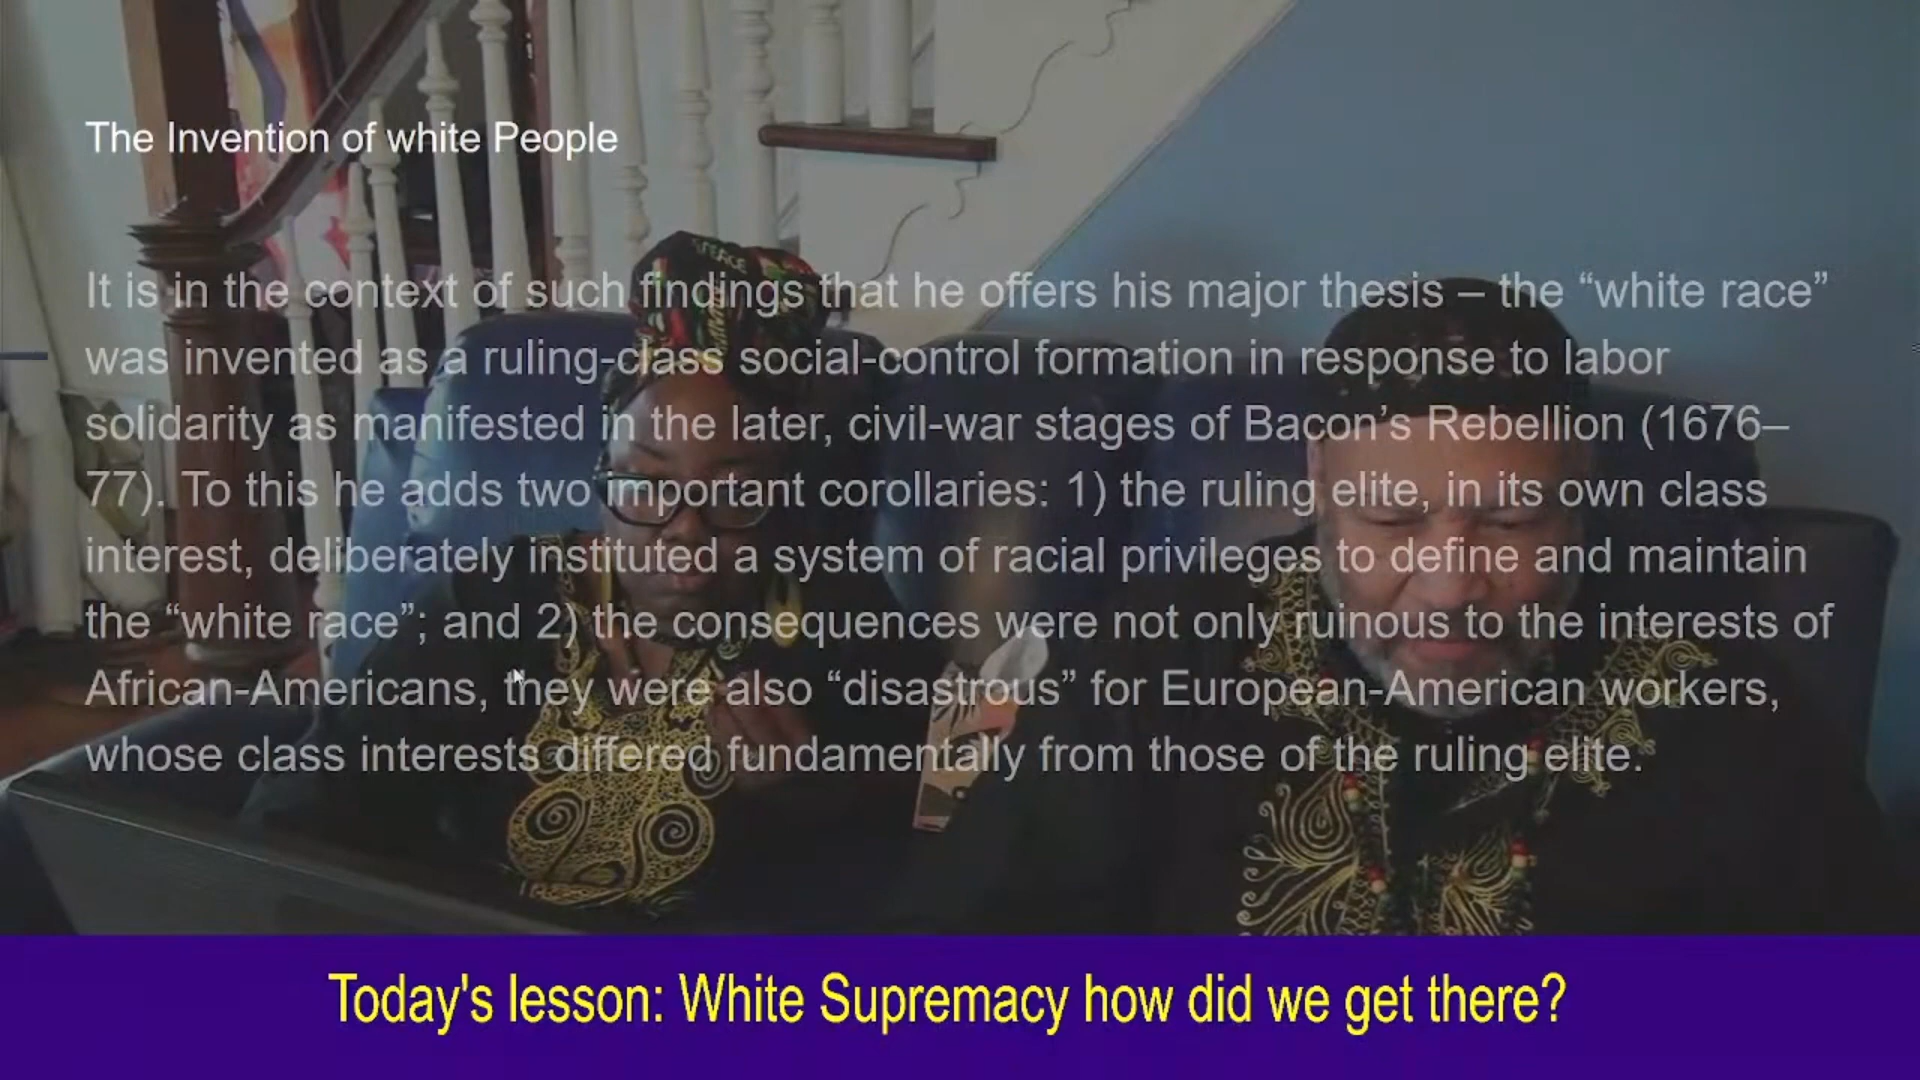 The Invention of white People
PEACE
It is in the context of such findings that he offers his major thesis – the “white race”
was invented as a ruling-class social-control formation in response to labor
solidarity as manifested in the later, civil-war stages of Bacon’s Rebellion (1676–
77). To this he adds two important corollaries: 1) the ruling elite, in its own class
interest, deliberately instituted a system of racial privileges to define and maintain
the “white race”; and 2) the consequences were not only ruinous to the interests of
African-Americans, they were also “disastrous” for European-American workers,
whose class interests differed fundamentally from those of the ruling elite.
Today's lesson: White Supremacy how did we get there?